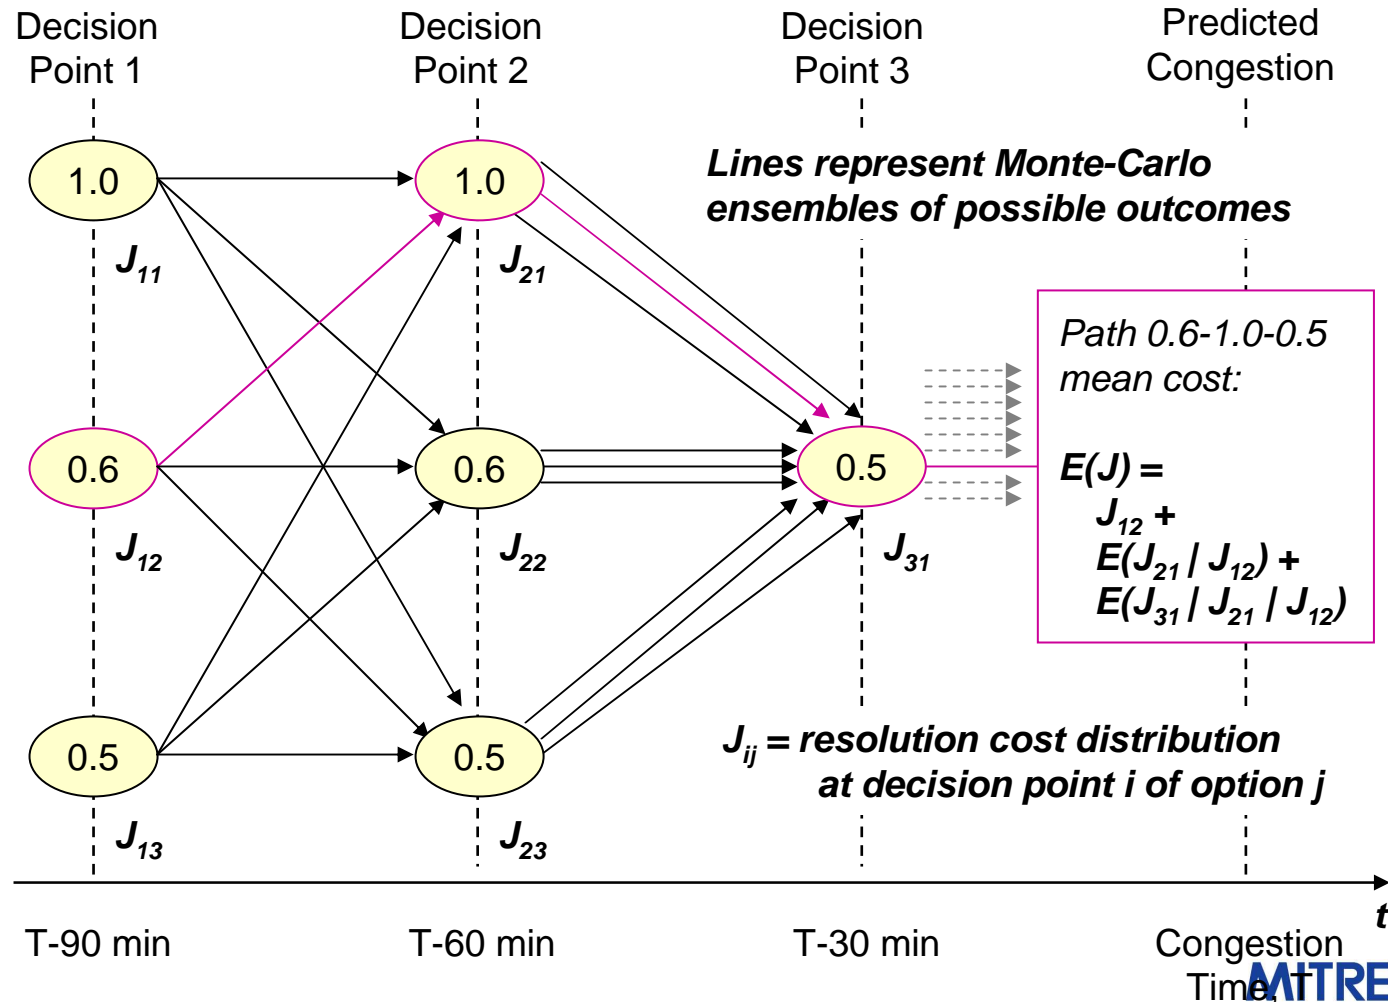 Decision
Point 1
Decision
Point 2
Decision
Point 3
Predicted
Congestion
1.0
1.0
Lines represent Monte-Carlo
ensembles of possible outcomes
J11
J21
Path 0.6-1.0-0.5
mean cost:
0.6
0.6
0.5
E(J) =
J12 +
E(J21 | J12) +
E(J31 | J21 | J12)
J12
J22
J31
0.5
0.5
Jij = resolution cost distribution
at decision point i of option j
J13
J23
t
T-90 min
T-60 min
T-30 min
Congestion
Time, T
MITRE